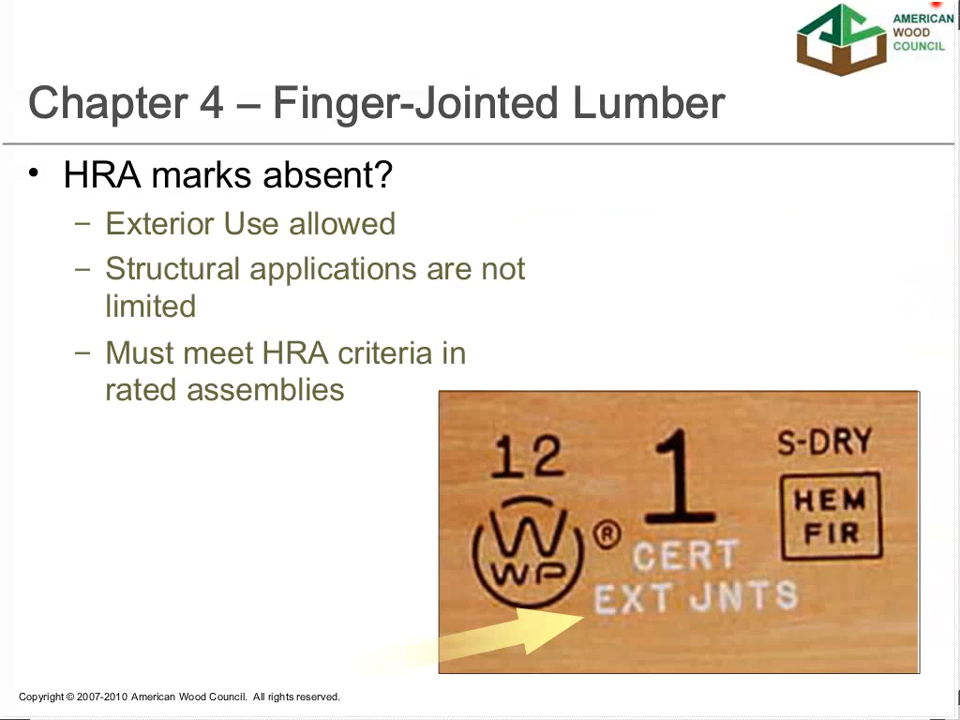 AMERICAN
WOOD
COUNCIL
Chapter 4 – Finger-Jointed Lumber
• HRA marks absent?
– Exterior Use allowed
– Structural applications are not
limited
– Must meet HRA criteria in
rated assemblies
12
1
S-DRY
W
WP
®
HEM
FIR
CERT
EXT JNTS
Copyright © 2007-2010 American Wood Council. All rights reserved.